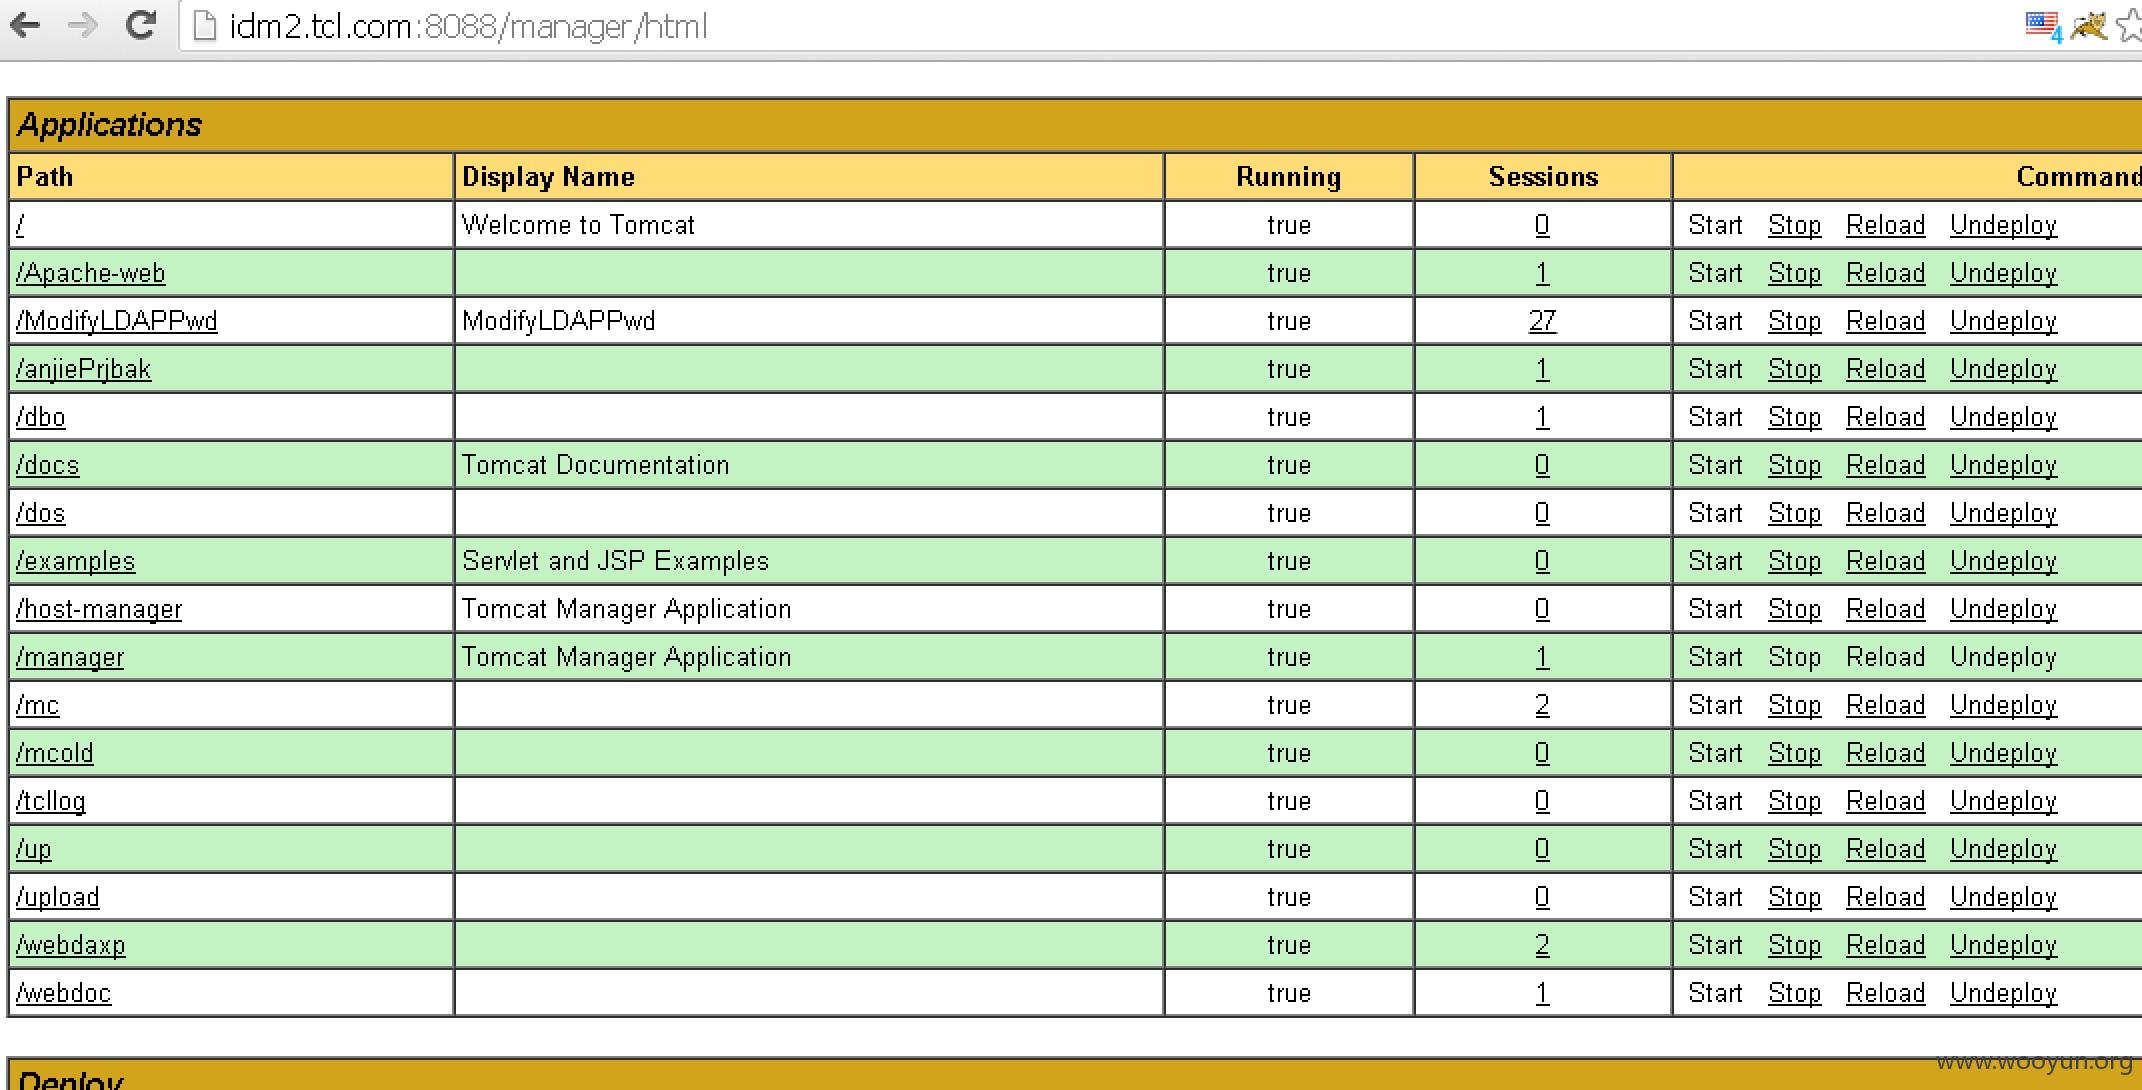 idm2.tcl.com:8088/manager/html
4
Applications
Path Display Name Running Sessions Command
/ Welcome to Tomcat true 0 Start Stop Reload Undeploy
/Apache-web true 1 Start Stop Reload Undeploy
/ModifyLDAPPwd ModifyLDAPPwd true 27 Start Stop Reload Undeploy
/anjiePrjbak true 1 Start Stop Reload Undeploy
/dbo true 1 Start Stop Reload Undeploy
/docs Tomcat Documentation true 0 Start Stop Reload Undeploy
/dos true 0 Start Stop Reload Undeploy
/examples Servlet and JSP Examples true 0 Start Stop Reload Undeploy
/host-manager Tomcat Manager Application true 0 Start Stop Reload Undeploy
/manager Tomcat Manager Application true 1 Start Stop Reload Undeploy
/mc true 2 Start Stop Reload Undeploy
/mcold true 0 Start Stop Reload Undeploy
/tcllog true 0 Start Stop Reload Undeploy
/up true 0 Start Stop Reload Undeploy
/upload true 0 Start Stop Reload Undeploy
/webdaxp true 2 Start Stop Reload Undeploy
/webdoc true 1 Start Stop Reload Undeploy
Deploy
www.wooyun.org